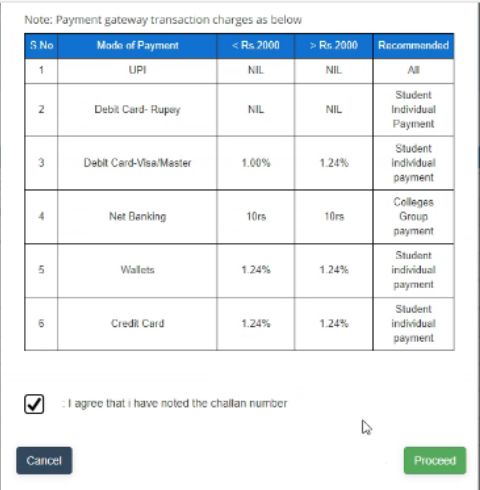 Note: Payment gateway transaction charges as below
S.No Mode of Payment < Rs.2000 > Rs.2000 Recommended
1 UPI NIL NIL All
2 Debit Card- Rupay NIL NIL Student Individual Payment
3 Debit Card-Visa/Master 1.00% 1.24% Student individual payment
4 Net Banking 10rs 10rs Colleges Group payment
5 Wallets 1.24% 1.24% Student individual payment
6 Credit Card 1.24% 1.24% Student individual payment
: I agree that i have noted the challan number
Cancel Proceed